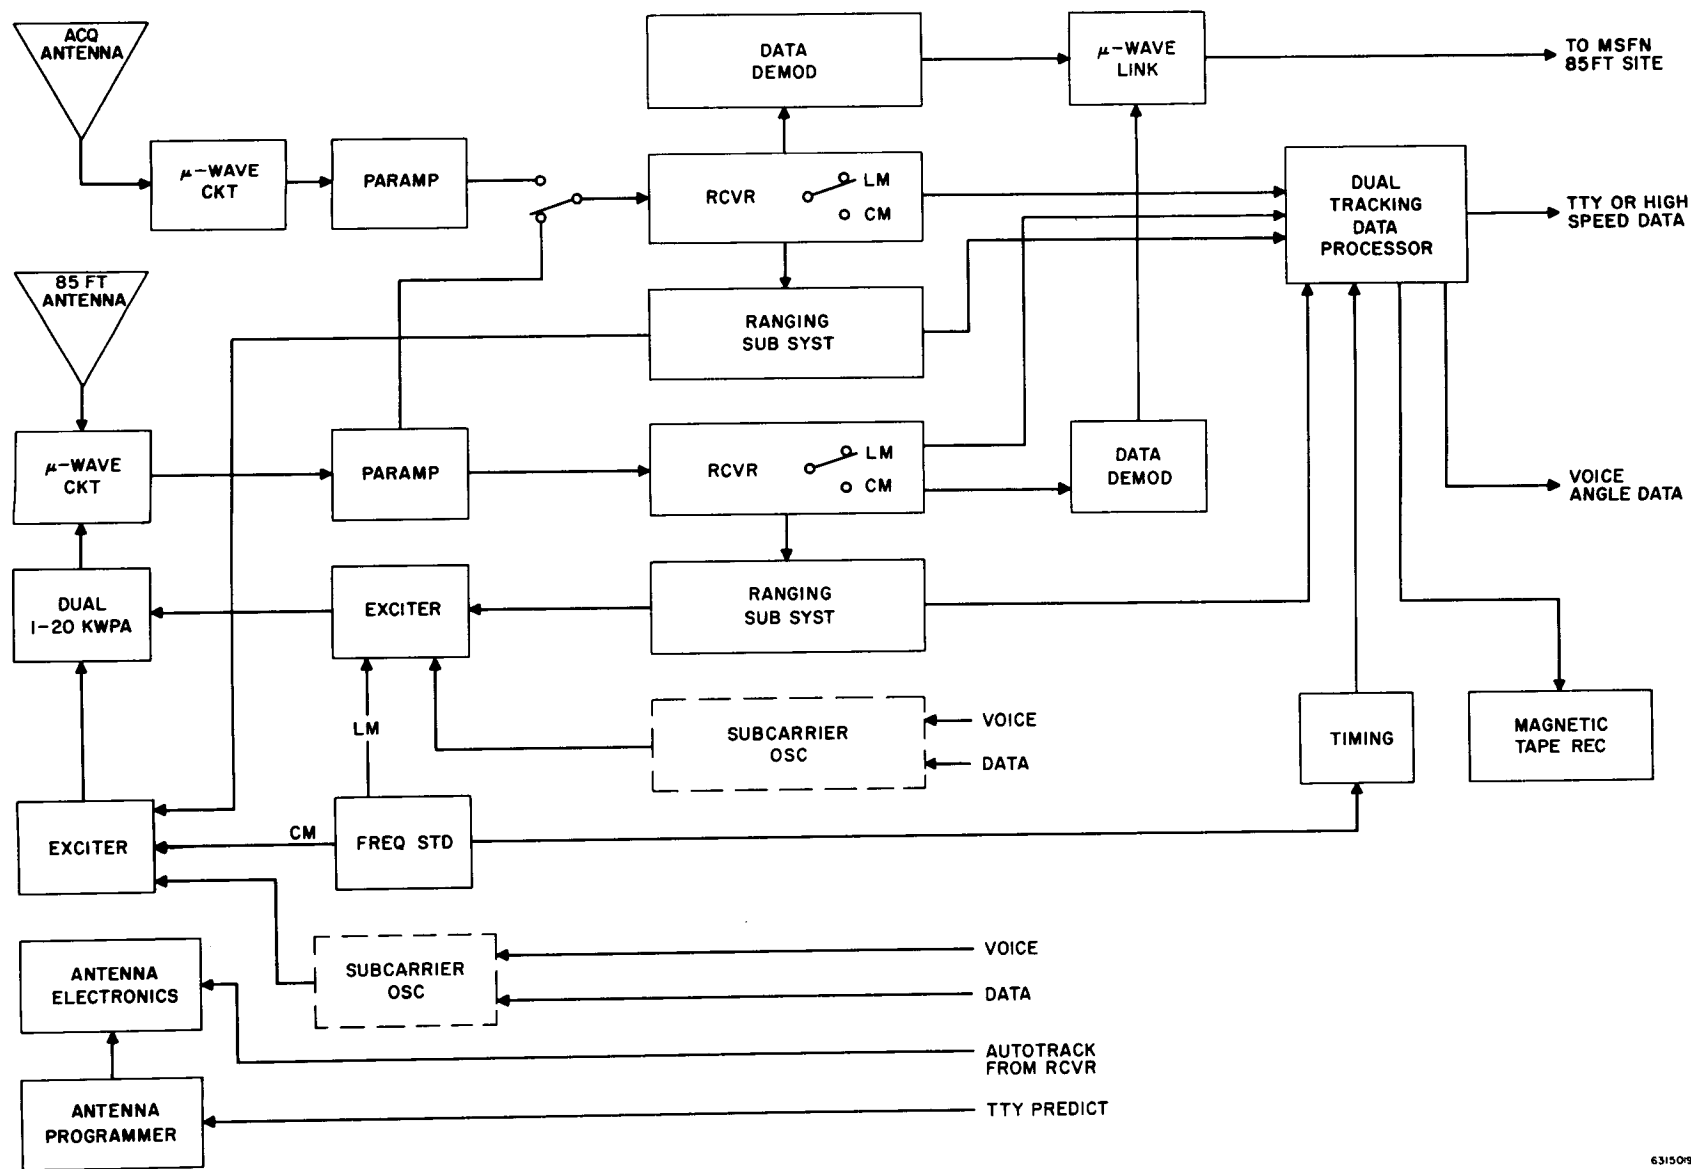 ACQ
ANTENNA
μ-WAVE
CKT
PARAMP
DATA
DEMOD
μ-WAVE
LINK
TO MSFN
85FT SITE
RCVR
LM
CM
DUAL
TRACKING
DATA
PROCESSOR
TTY OR HIGH
SPEED DATA
85 FT
ANTENNA
RANGING
SUB SYST
μ-WAVE
CKT
PARAMP
RCVR
LM
CM
DATA
DEMOD
VOICE
ANGLE DATA
DUAL
1-20 KWPA
EXCITER
RANGING
SUB SYST
LM
SUBCARRIER
OSC
VOICE
DATA
TIMING
MAGNETIC
TAPE REC
EXCITER
CM
FREQ STD
ANTENNA
ELECTRONICS
SUBCARRIER
OSC
VOICE
DATA
AUTOTRACK
FROM RCVR
ANTENNA
PROGRAMMER
TTY PREDICT
6315019